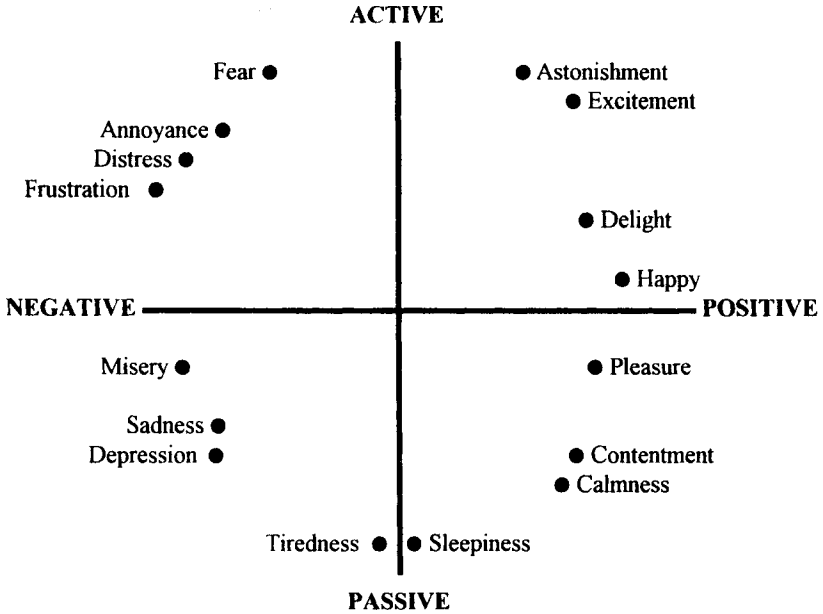 ACTIVE
Fear
Astonishment
Excitement
Annoyance
Distress
Frustration
Delight
Happy
NEGATIVE
POSITIVE
Misery
Pleasure
Sadness
Depression
Contentment
Calmness
Tiredness
Sleepiness
PASSIVE